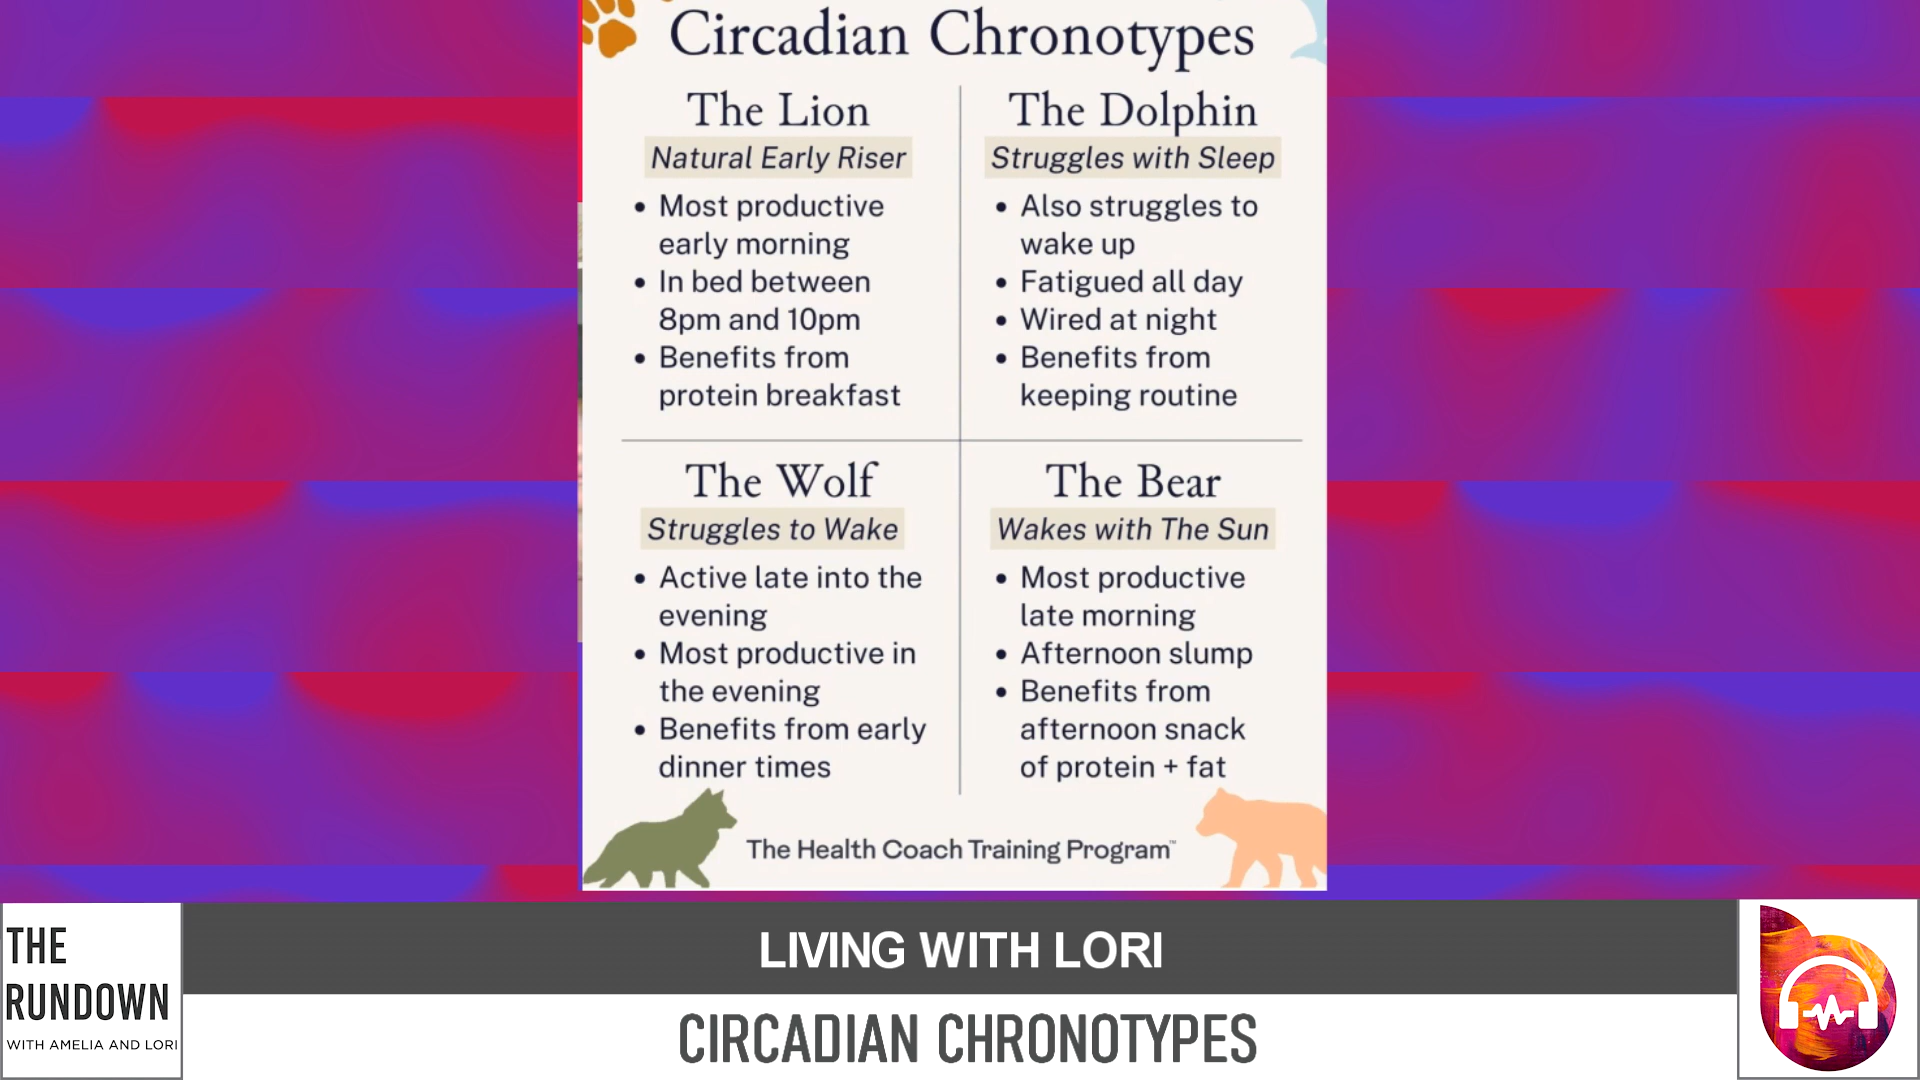 Circadian Chronotypes
The Lion
Natural Early Riser
• Most productive
early morning
• In bed between
8pm and 10pm
• Benefits from
protein breakfast
The Dolphin
Struggles with Sleep
• Also struggles to
wake up
• Fatigued all day
• Wired at night
• Benefits from
keeping routine
The Wolf
Struggles to Wake
• Active late into the
evening
• Most productive in
the evening
• Benefits from early
dinner times
The Bear
Wakes with The Sun
• Most productive
late morning
• Afternoon slump
• Benefits from
afternoon snack
of protein + fat
The Health Coach Training Program™
THE
RUNDOWN
WITH AMELIA AND LORI
LIVING WITH LORI
CIRCADIAN CHRONOTYPES